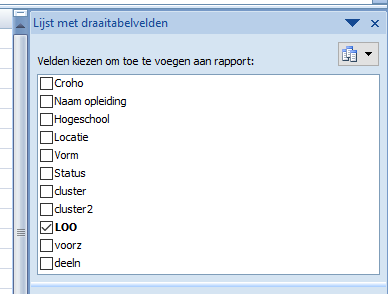 Lijst met draaitabelvelden
Velden kiezen om toe te voegen aan rapport:
Croho
Naam opleiding
Hogeschool
Locatie
Vorm
Status
cluster
cluster2
LOO
voorz
deeln